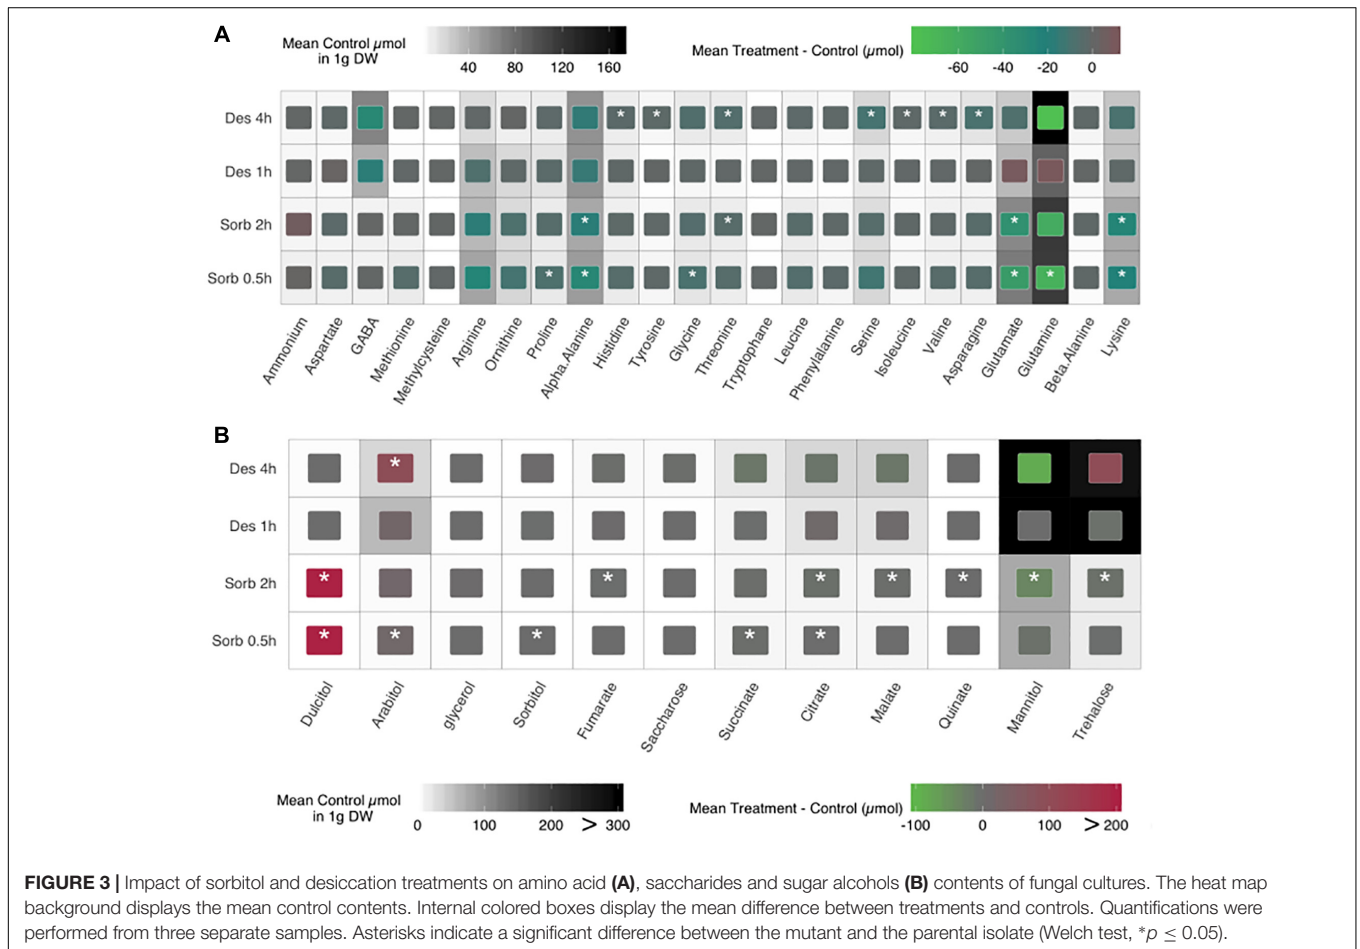 A
Mean Control µmol
in 1g DW
40 80 120 160
Mean Treatment - Control (µmol)
-60 -40 -20 0
Des 4h * * * * * * *
Des 1h
Sorb 2h * * * *
Sorb 0.5h * * * * * *
Ammonium Aspartate GABA Methionine Methylcysteine Arginine Ornithine Proline Alpha.Alanine Histidine Tyrosine Glycine Threonine Tryptophane Leucine Phenylalanine Serine Isoleucine Valine Asparagine Glutamate Glutamine Beta.Alanine Lysine
B
Des 4h *
Des 1h
Sorb 2h * * * * * * *
Sorb 0.5h * * * * *
Dulcitol Arabitol glycerol Sorbitol Fumarate Saccharose Succinate Citrate Malate Quinate Mannitol Trehalose
Mean Control µmol
in 1g DW
0 100 200 > 300
Mean Treatment - Control (µmol)
-100 0 100 > 200
FIGURE 3 | Impact of sorbitol and desiccation treatments on amino acid (A), saccharides and sugar alcohols (B) contents of fungal cultures. The heat map
background displays the mean control contents. Internal colored boxes display the mean difference between treatments and controls. Quantifications were
performed from three separate samples. Asterisks indicate a significant difference between the mutant and the parental isolate (Welch test, *p ≤ 0.05).